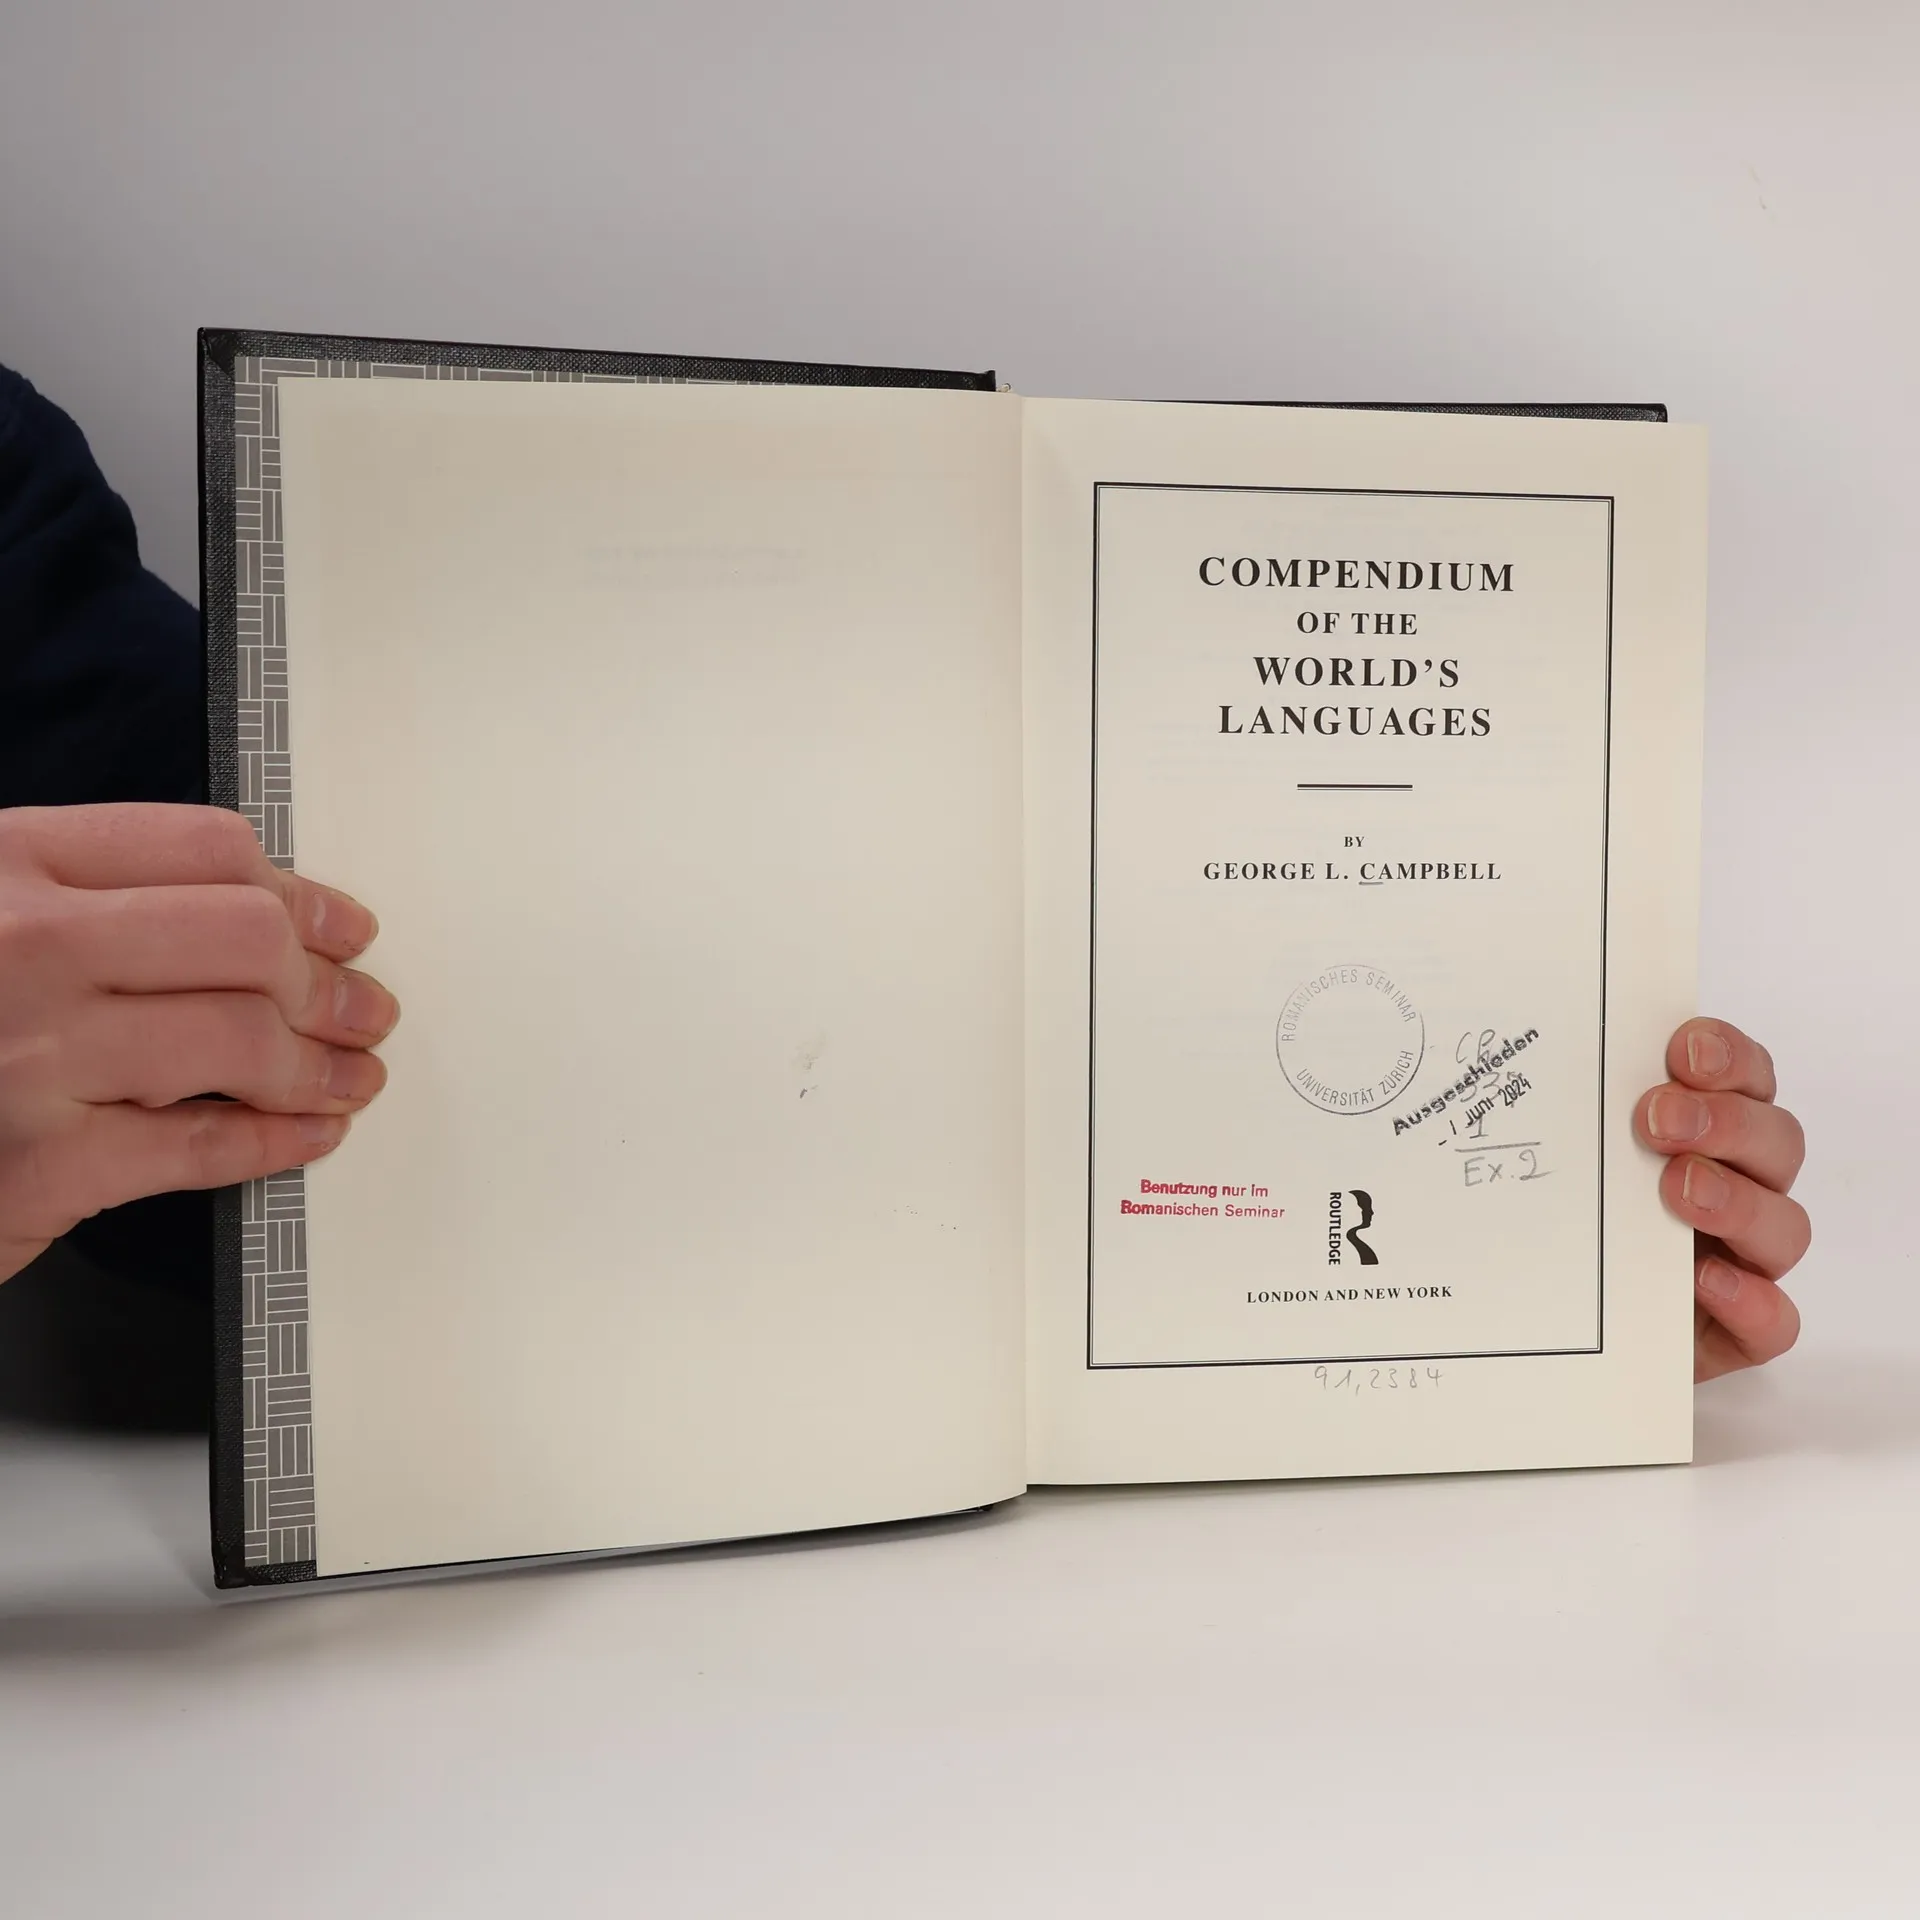 COMPENDIUM
OF THE
WORLD'S
LANGUAGES
BY
GEORGE L. CAMPBELL
ROMANISCHES SEMINAR
UNIVERSITÄT ZÜRICH
Ausgeschieden
-1 Juni 2024
1
Ex. 2
Benutzung nur im
Romanischen Seminar
ROUTLEDGE
LONDON AND NEW YORK
91,2384